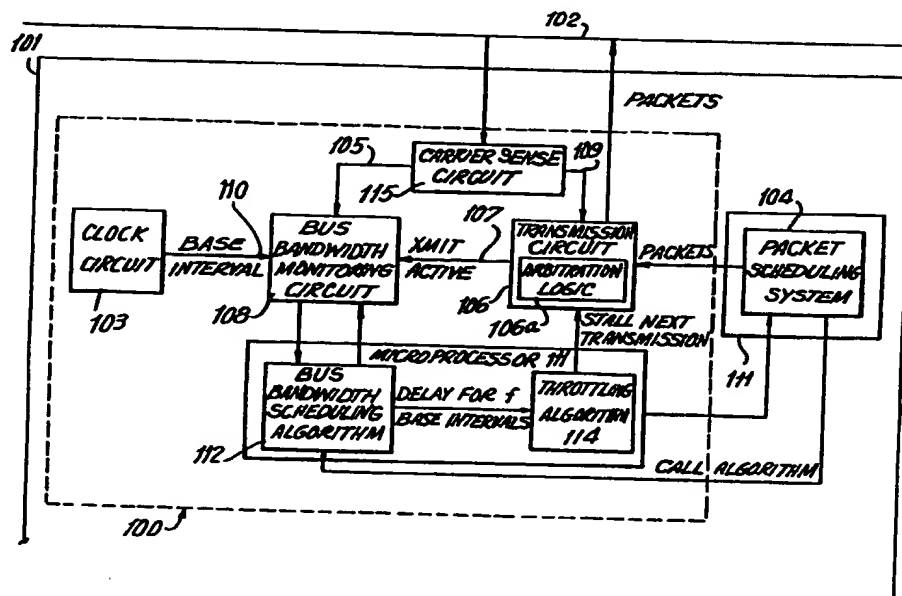 102
101
PACKETS
105
CARRIER SENSE
CIRCUIT
115
109
110
CLOCK
CIRCUIT
103
BASE
INTERVAL
BUS
BANDWIDTH
MONITORING
CIRCUIT
108
107
XMIT
ACTIVE
TRANSMISSION
CIRCUIT
ARBITRATION
LOGIC
106
106a
PACKETS
104
PACKET
SCHEDULING
SYSTEM
111
STALL NEXT
TRANSMISSION
MICROPROCESSOR 111
BUS
BANDWIDTH
SCHEDULING
ALGORITHM
112
DELAY FOR f
BASE INTERVALS
THROTTLING
ALGORITHM
114
CALL ALGORITHM
100